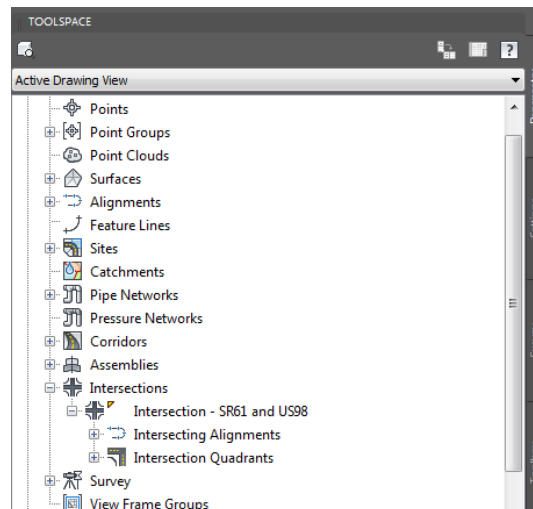 TOOLSPACE
?
Active Drawing View
Points
Point Groups
Point Clouds
Surfaces
Alignments
Feature Lines
Sites
Catchments
Pipe Networks
Pressure Networks
Corridors
Assemblies
Intersections
Intersection - SR61 and US98
Intersecting Alignments
Intersection Quadrants
Survey
View Frame Groups